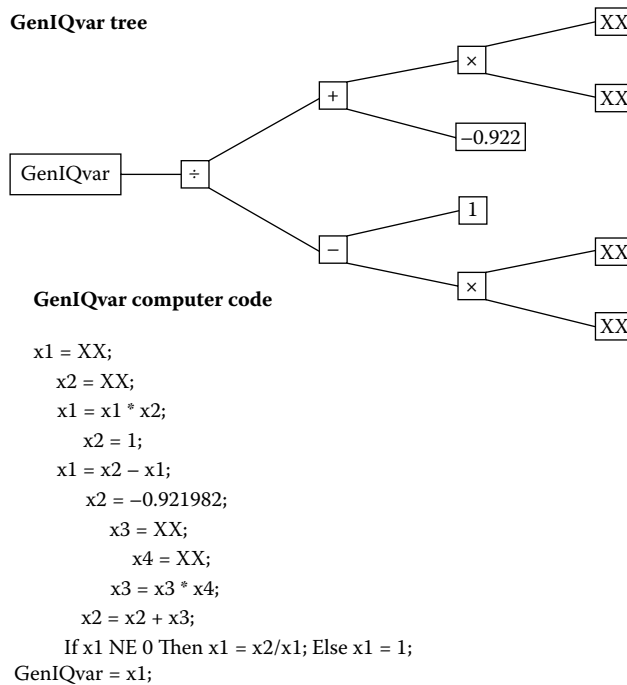 GenIQvar tree
XX
×
XX
+
−0.922
GenIQvar
÷
1
−
XX
×
XX
GenIQvar computer code
x1 = XX;
x2 = XX;
x1 = x1 * x2;
x2 = 1;
x1 = x2 − x1;
x2 = −0.921982;
x3 = XX;
x4 = XX;
x3 = x3 * x4;
x2 = x2 + x3;
If x1 NE 0 Then x1 = x2/x1; Else x1 = 1;
GenIQvar = x1;